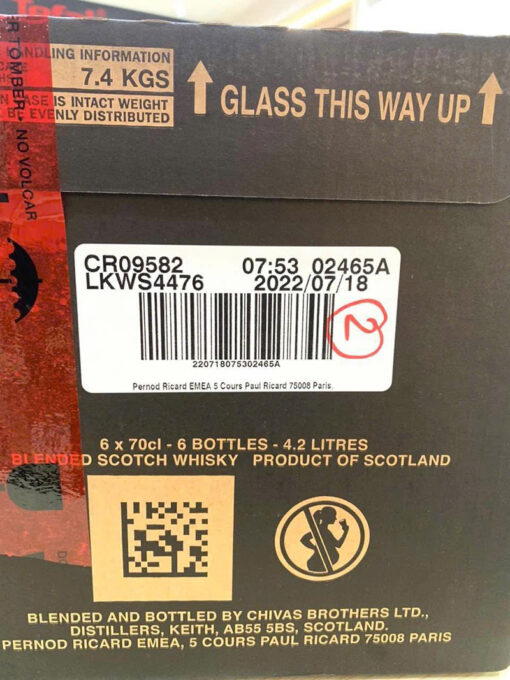 Tefal
NDLING INFORMATION
7.4 KGS
ASE IS INTACT WEIGHT
BE EVENLY DISTRIBUTED
R TOMBER • NO VOLCAR
GLASS THIS WAY UP
CR09582 07:53 02465A
LKWS4476 2022/07/18
2
220718075302465A
Pernod Ricard EMEA 5 Cours Paul Ricard 75008 Paris.
6 x 70cl - 6 BOTTLES - 4.2 LITRES
BLENDED SCOTCH WHISKY PRODUCT OF SCOTLAND
BLENDED AND BOTTLED BY CHIVAS BROTHERS LTD.,
DISTILLERS, KEITH, AB55 5BS, SCOTLAND.
PERNOD RICARD EMEA, 5 COURS PAUL RICARD 75008 PARIS